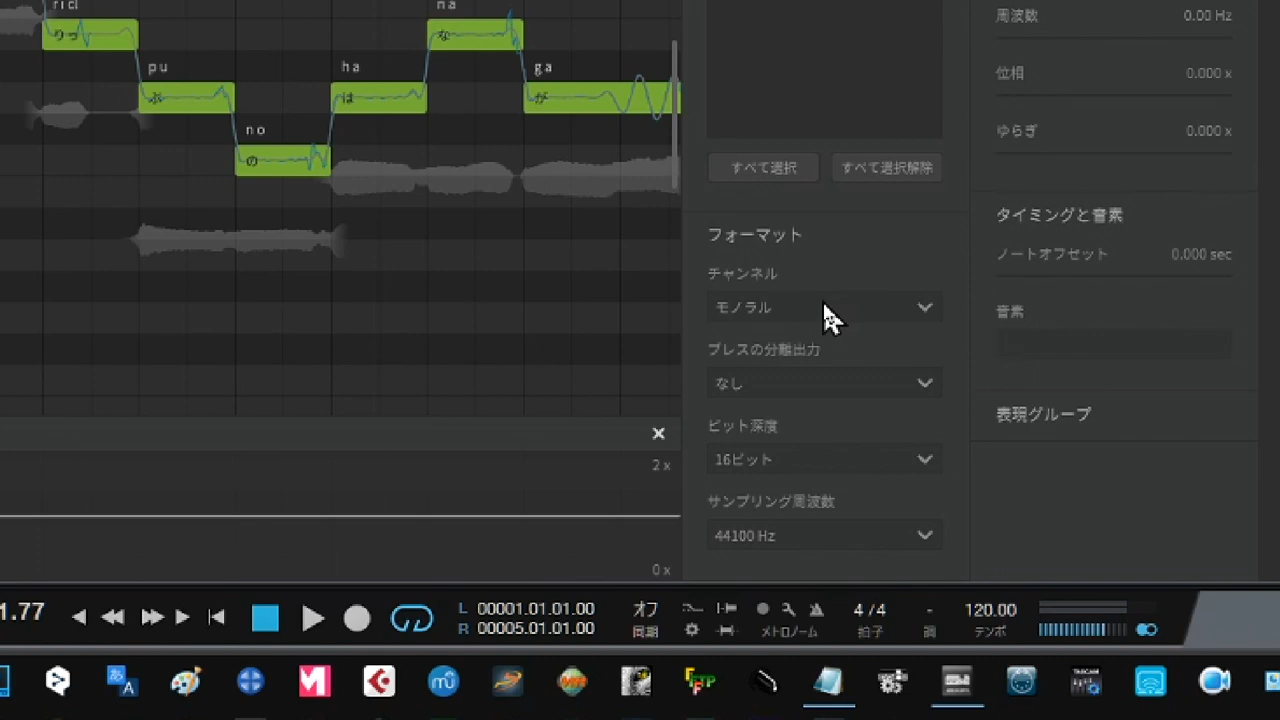 na
りっ
な
pu
ha
ga
ぷ
は
が
no
の
2 x
0 x
周波数 0.00 Hz
位相 0.000 x
ゆらぎ 0.000 x
すべて選択 すべて選択解除
フォーマット
チャンネル
モノラル
ブレスの分離出力
なし
ビット深度
16ビット
サンプリング周波数
44100 Hz
タイミングと音素
ノートオフセット 0.000 sec
音素
表現グループ
1.77
L 00001.01.01.00
R 00005.01.01.00
オフ
同期
メトロノーム
4 / 4
拍子
-
調
120.00
テンポ